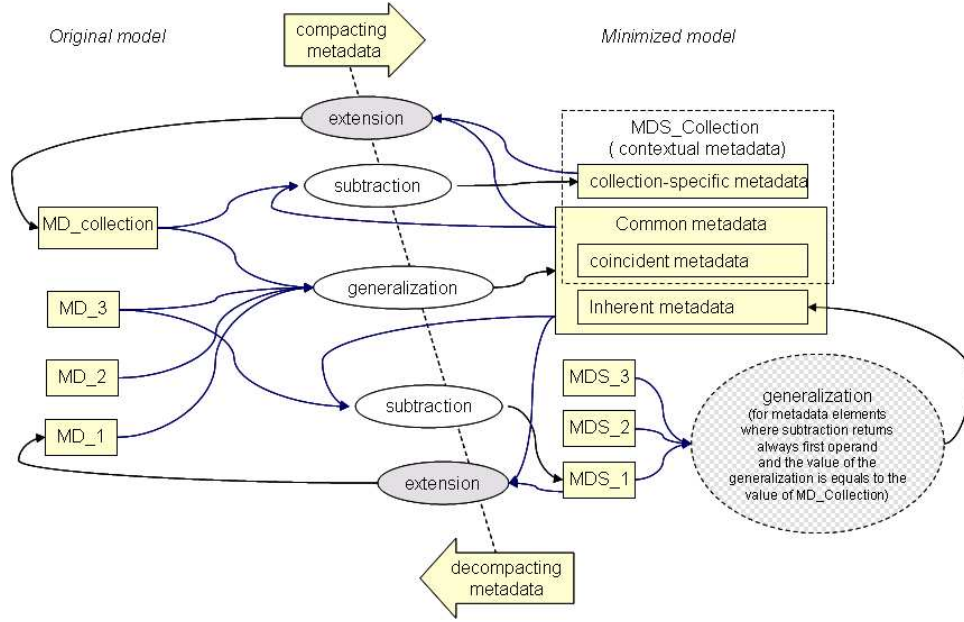 Original model
compacting
metadata
Minimized model
extension
MDS_Collection
( contextual metadata)
subtraction
collection-specific metadata
MD_collection
Common metadata
coincident metadata
generalization
MD_3
Inherent metadata
MD_2
MDS_3
generalization
(for metadata elements
where subtraction returns
always first operand
and the value of the
generalization is equals to the
value of MD_Collection)
subtraction
MDS_2
MD_1
MDS_1
extension
decompacting
metadata